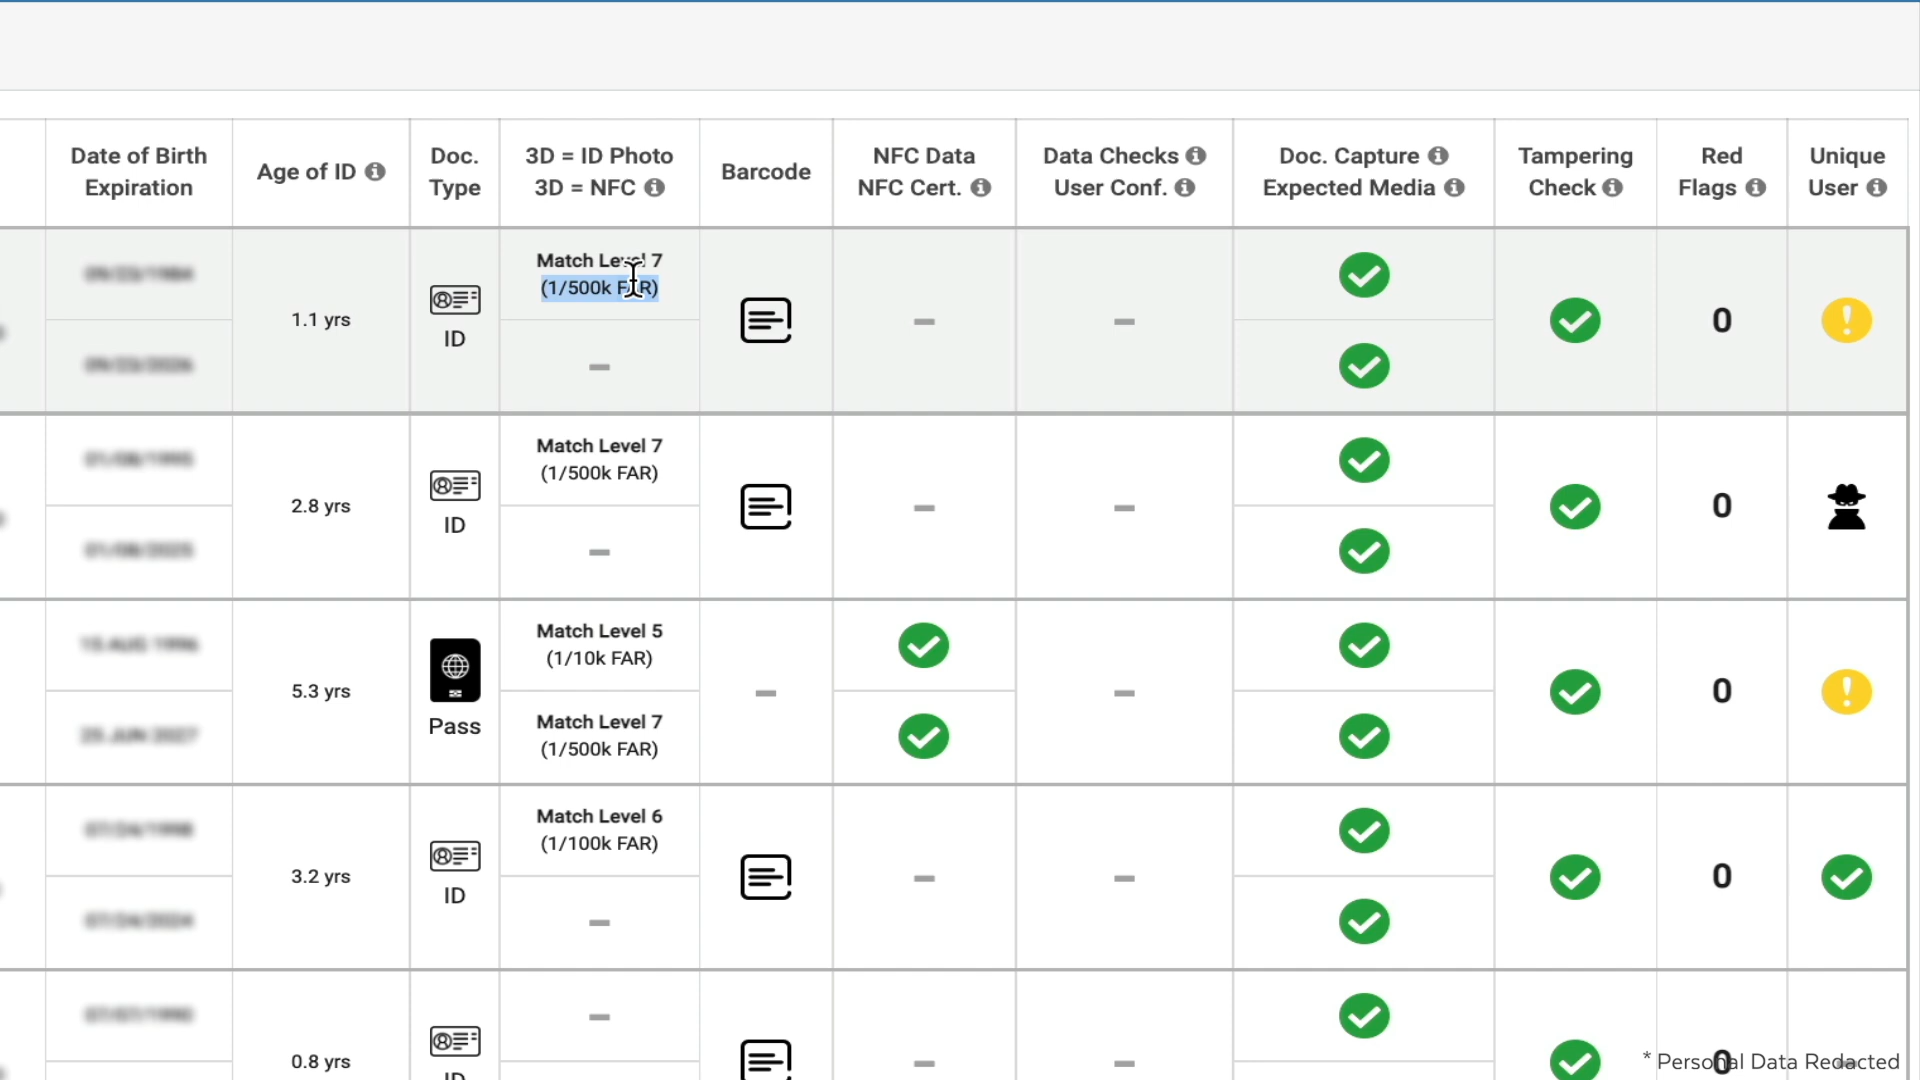 Date of Birth
Expiration
Age of ID
Doc.
Type
3D = ID Photo
3D = NFC
Barcode
NFC Data
NFC Cert.
Data Checks
User Conf.
Doc. Capture
Expected Media
Tampering
Check
Red
Flags
Unique
User
1.1 yrs
ID
Match Level 7
(1/500k FAR)
0
2.8 yrs
ID
Match Level 7
(1/500k FAR)
0
5.3 yrs
Pass
Match Level 5
(1/10k FAR)
Match Level 7
(1/500k FAR)
0
3.2 yrs
ID
Match Level 6
(1/100k FAR)
0
0.8 yrs
ID
0
* Personal Data Redacted